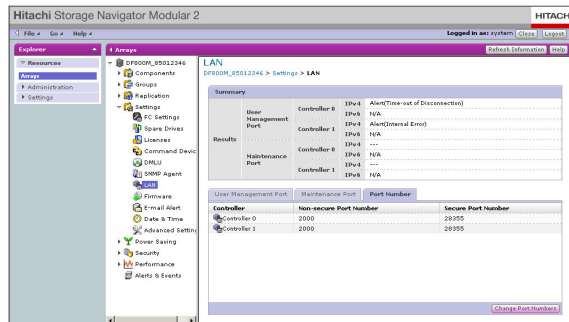 Hitachi Storage Navigator Modular 2
HITACH
File Go Help
Logged in as: system Close Logout
Explorer
Resources
Arrays
Administration
Settings
Arrays
Refresh Information Help
DF800M_85012346
Components
Groups
Replication
Settings
FC Settings
Spare Drives
Licenses
Command Devic
DMLU
SNMP Agent
LAN
Firmware
E-mail Alert
Date & Time
Advanced Setting
Power Saving
Security
Performance
Alerts & Events
LAN
DF800M_85012346 > Settings > LAN
Summary
Results
User Management Port
Controller 0
IPv4 Alert(Time-out of Disconnection)
IPv6 N/A
Controller 1
IPv4 Alert(Internal Error)
IPv6 N/A
Maintenance Port
Controller 0
IPv4 ---
IPv6 N/A
Controller 1
IPv4 ---
IPv6 N/A
User Management Port Maintenance Port Port Number
Controller Non-secure Port Number Secure Port Number
Controller 0 2000 28355
Controller 1 2000 28355
Change Port Numbers